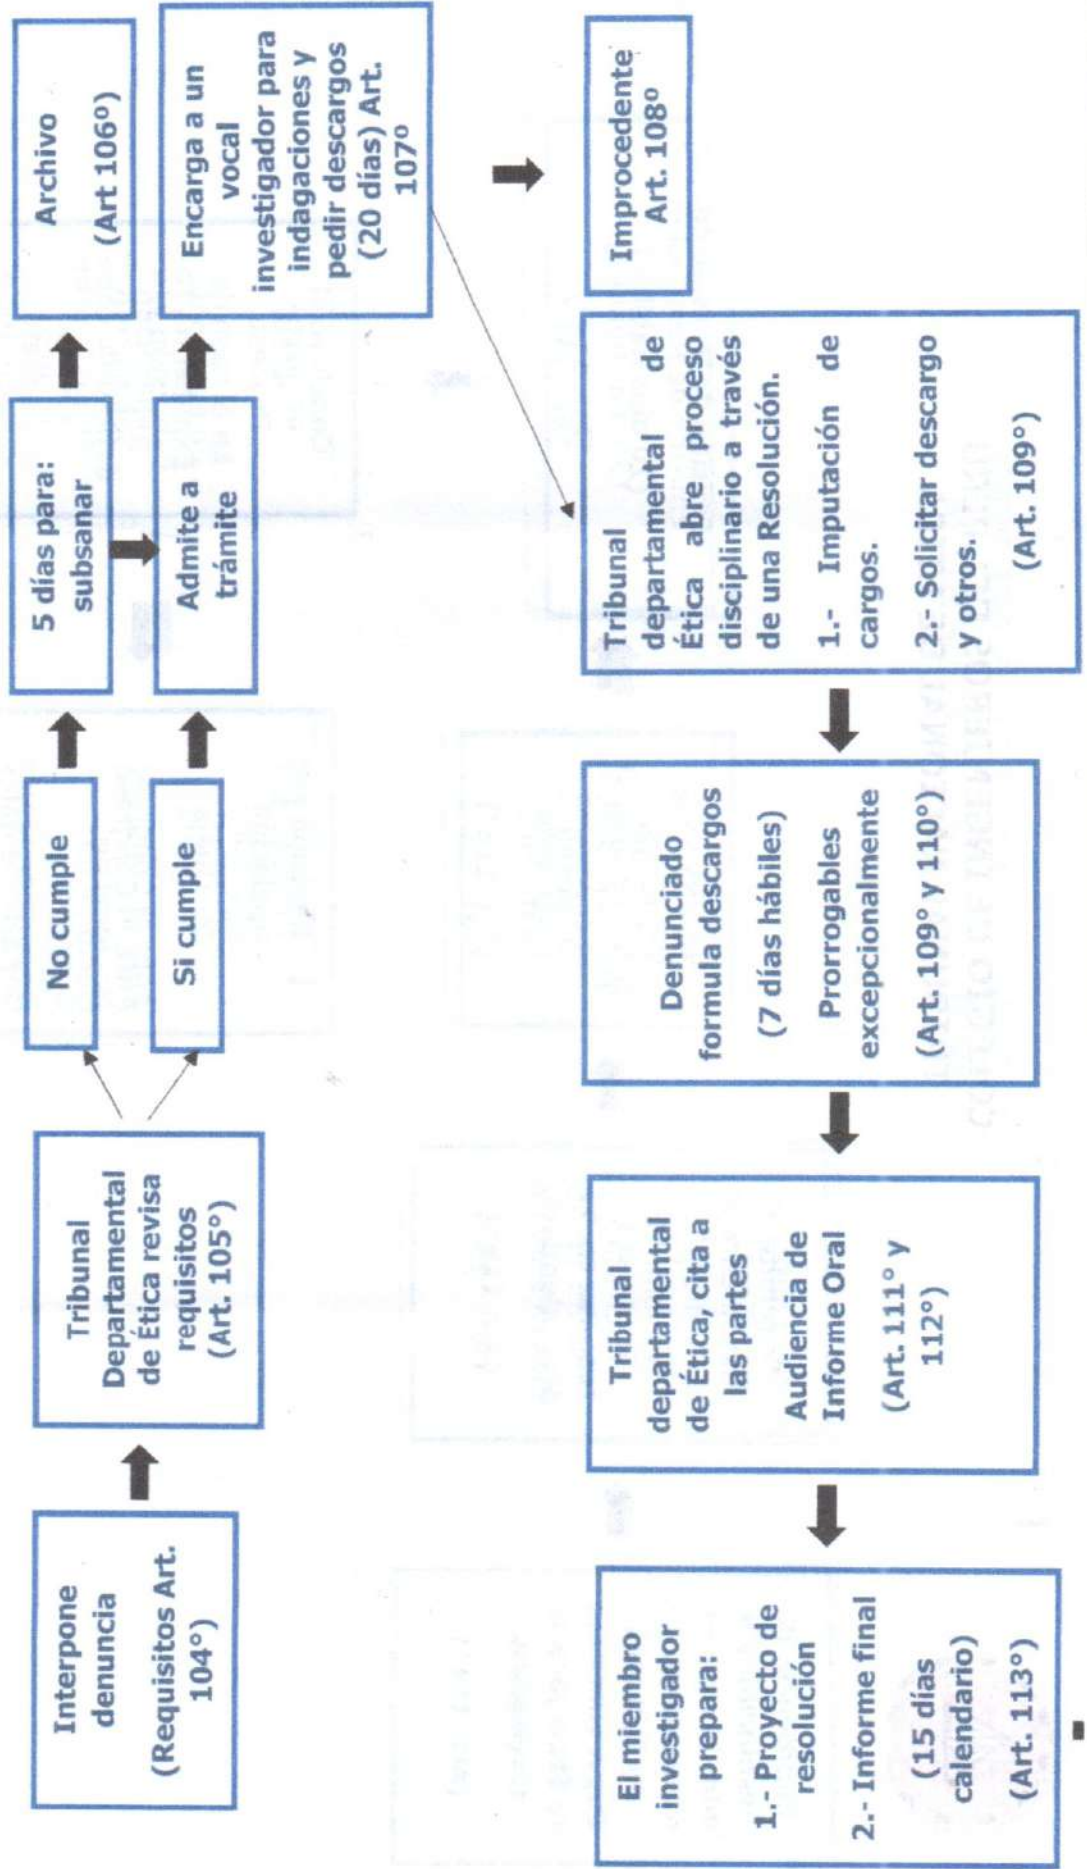 Interpone
denuncia
(Requisitos Art.
104°)
Tribunal
Departamental
de Ética revisa
requisitos
(Art. 105°)
No cumple
Si cumple
5 días para:
subsanar
Admite a
trámite
Archivo
(Art 106º)
Encarga a un
vocal
investigador para
indagaciones y
pedir descargos
(20 días) Art.
107º
Improcedente
Art. 108º
Tribunal
departamental de
Ética abre proceso
disciplinario a través
de una Resolución.
1.- Imputación de
cargos.
2.- Solicitar descargo
y otros.
(Art. 109°)
Denunciado
formula descargos
(7 días hábiles)
Prorrogables
excepcionalmente
(Art. 109° y 110°)
Tribunal
departamental
de Ética, cita a
las partes
Audiencia de
Informe Oral
(Art. 111° y
112°)
El miembro
investigador
prepara:
1.- Proyecto de
resolución
2.- Informe final
(15 días
calendario)
(Art. 113°)